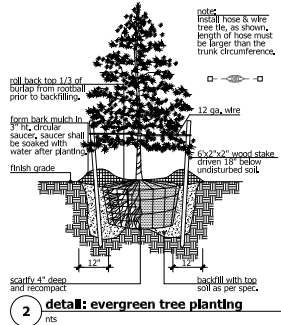 note:
Install hose & wire
tree tie, as shown.
length of hose must
be larger than the
trunk circumference.
roll back top 1/3 of
burlap from rootball
prior to backfilling.
form bark mulch in
3" ht. circular
saucer. saucer shall
be soaked with
water after planting.
finish grade
12 ga. wire
6'x2"x2" wood stake
driven 18" below
undisturbed soil.
12"
12"
scarify 4" deep
and recompact
backfill with top
soil as per spec.
2
detail: evergreen tree planting
nts